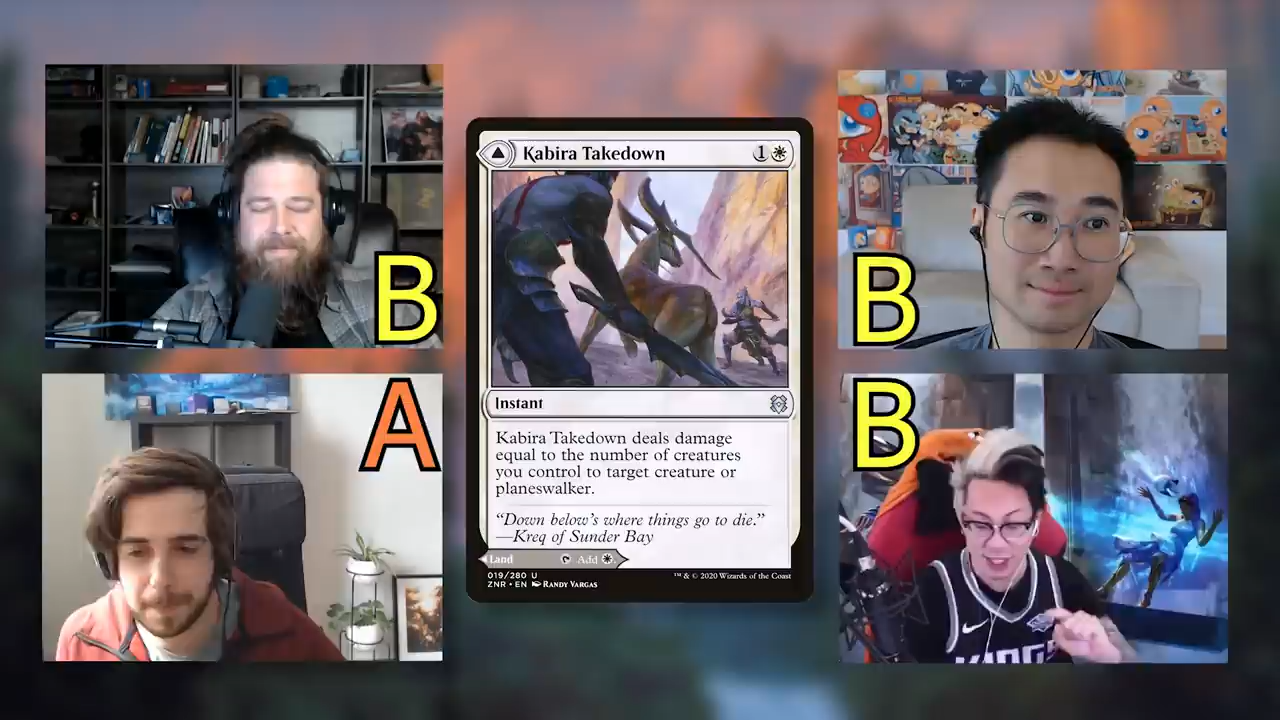 Kabira Takedown 1
Instant
Kabira Takedown deals damage
equal to the number of creatures
you control to target creature or
planeswalker.
“Down below’s where things go to die.”
—Kreq of Sunder Bay
Land Add
019/280 U
ZNR • EN RANDY VARGAS
™ & © 2020 Wizards of the Coast
B
B
A
B
KINGS